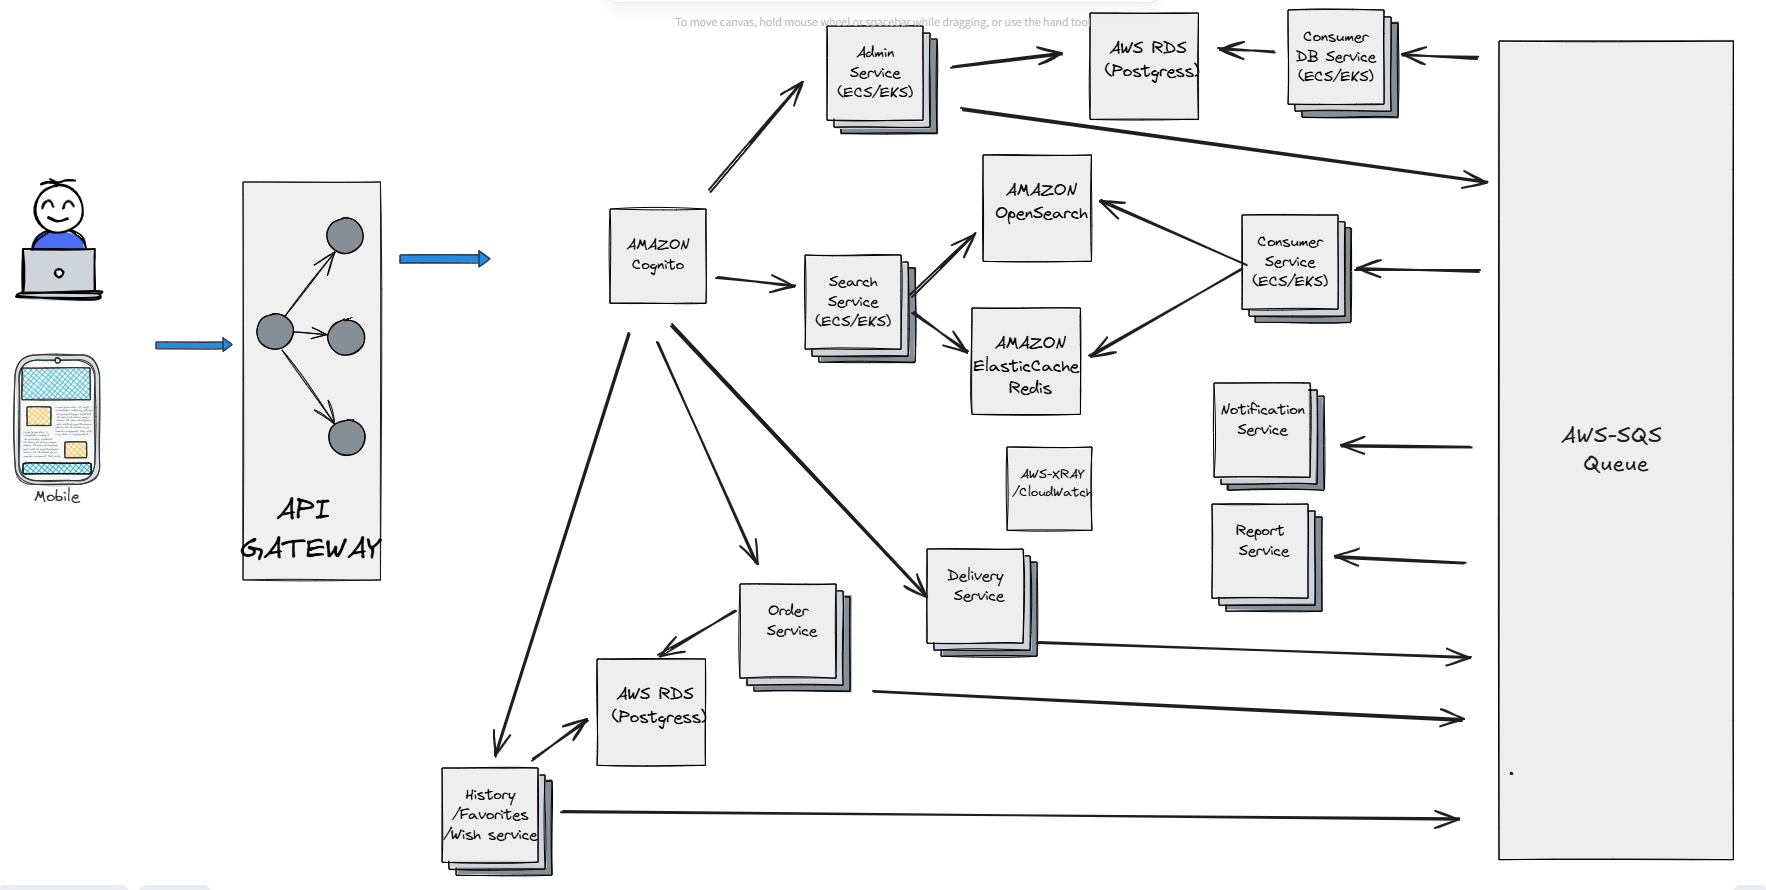 To move canvas, hold mouse wheel or spacebar while dragging, or use the hand tool
Admin
Service
(ECS/EKS)
AWS RDS
(Postgress)
Consumer
DB Service
(ECS/EKS)
AMAZON
OpenSearch
AMAZON
Cognito
Search
Service
(ECS/EKS)
Consumer
Service
(ECS/EKS)
AMAZON
ElasticCache
Redis
Notification
Service
AWS-SQS
Queue
AWS-XRAY
/CloudWatch
Mobile
API
GATEWAY
Report
Service
Delivery
Service
Order
Service
AWS RDS
(Postgress)
History
/Favorites
/Wish service